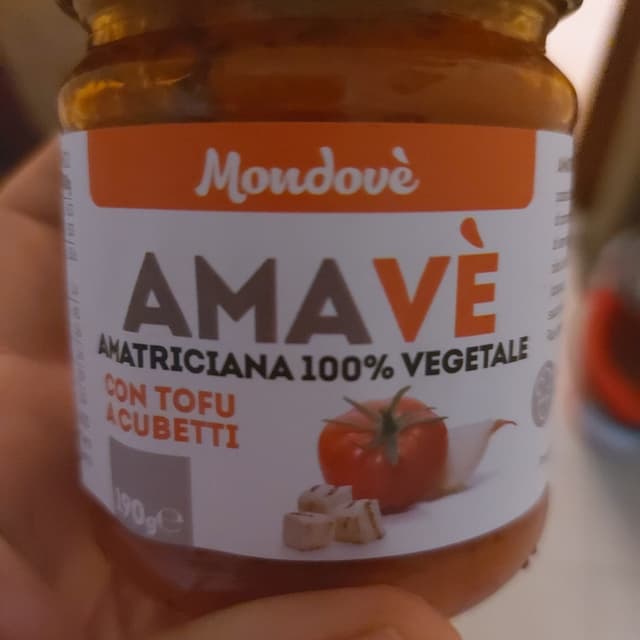 Mondovè
AMAVÈ
AMATRICIANA 100% VEGETALE
CON TOFU
A CUBETTI
190g e